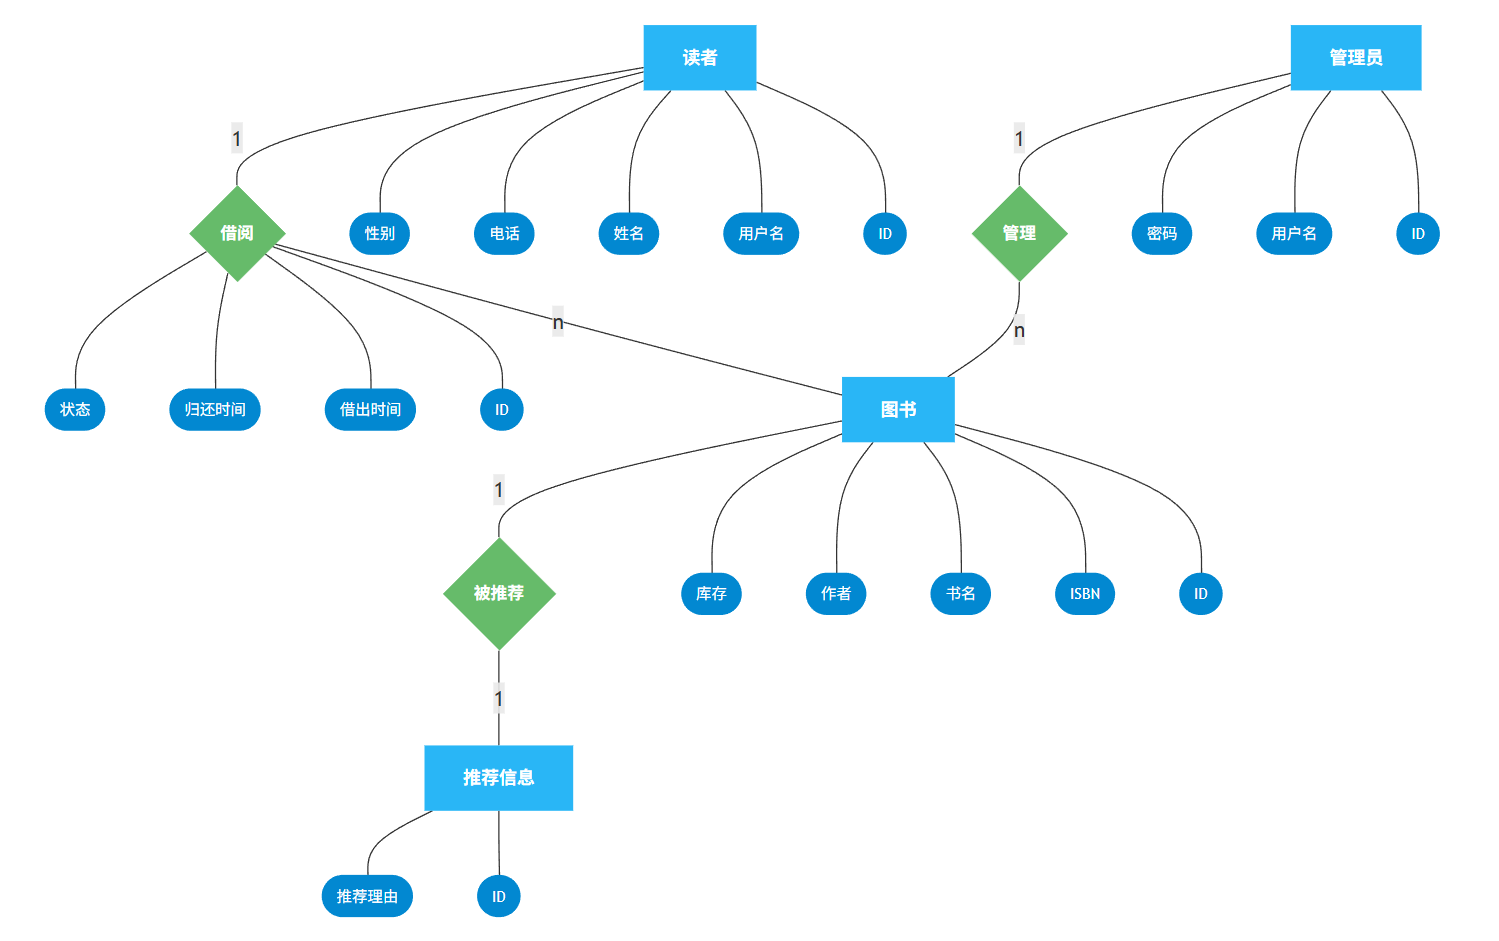 读者
管理员
1
1
借阅
性别
电话
姓名
用户名
ID
管理
密码
用户名
ID
n
n
状态
归还时间
借出时间
ID
图书
1
被推荐
库存
作者
书名
ISBN
ID
1
推荐信息
推荐理由
ID